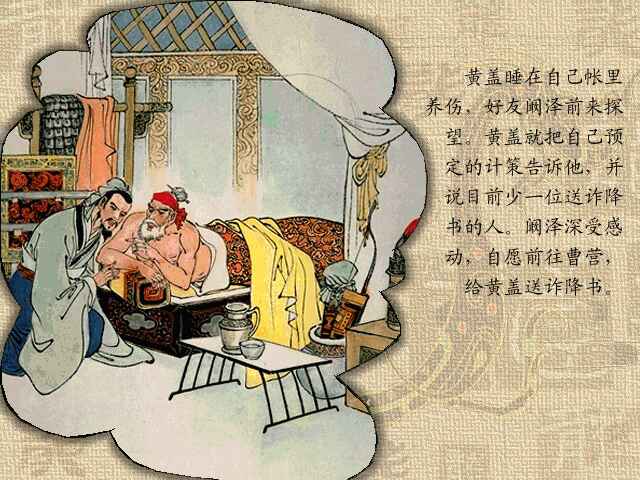 黄盖睡在自己帐里
养伤，好友阚泽前来探
望。黄盖就把自己预
定的计策告诉他，并
说目前少一位送诈降
书的人。阚泽深受感
动，自愿前往曹营，
给黄盖送诈降书。